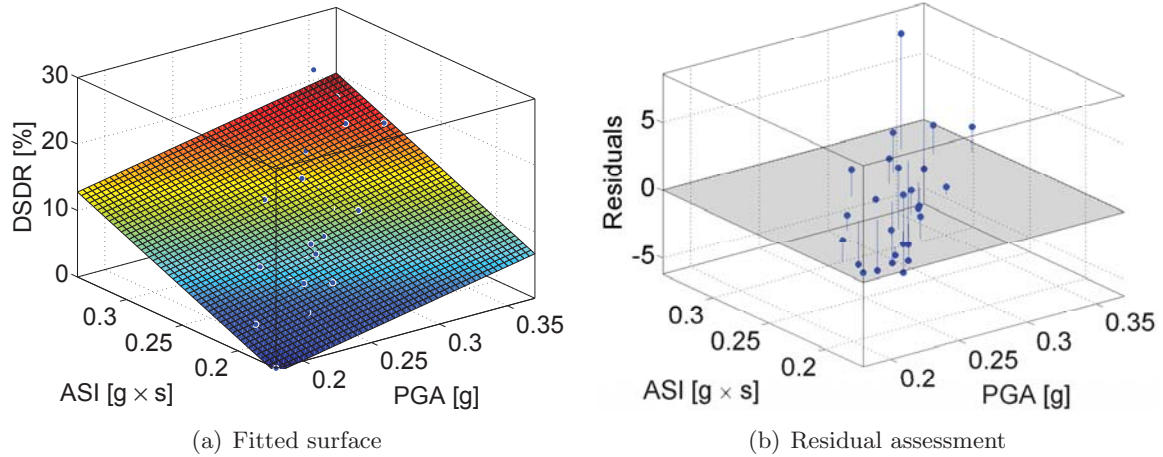 30
20
10
0
DSDR [%]
0.3
0.25
0.2
ASI [g × s]
0.2
0.25
0.3
0.35
PGA [g]
(a) Fitted surface
5
0
-5
Residuals
0.3
0.25
0.2
ASI [g × s]
0.2
0.25
0.3
0.35
PGA [g]
(b) Residual assessment